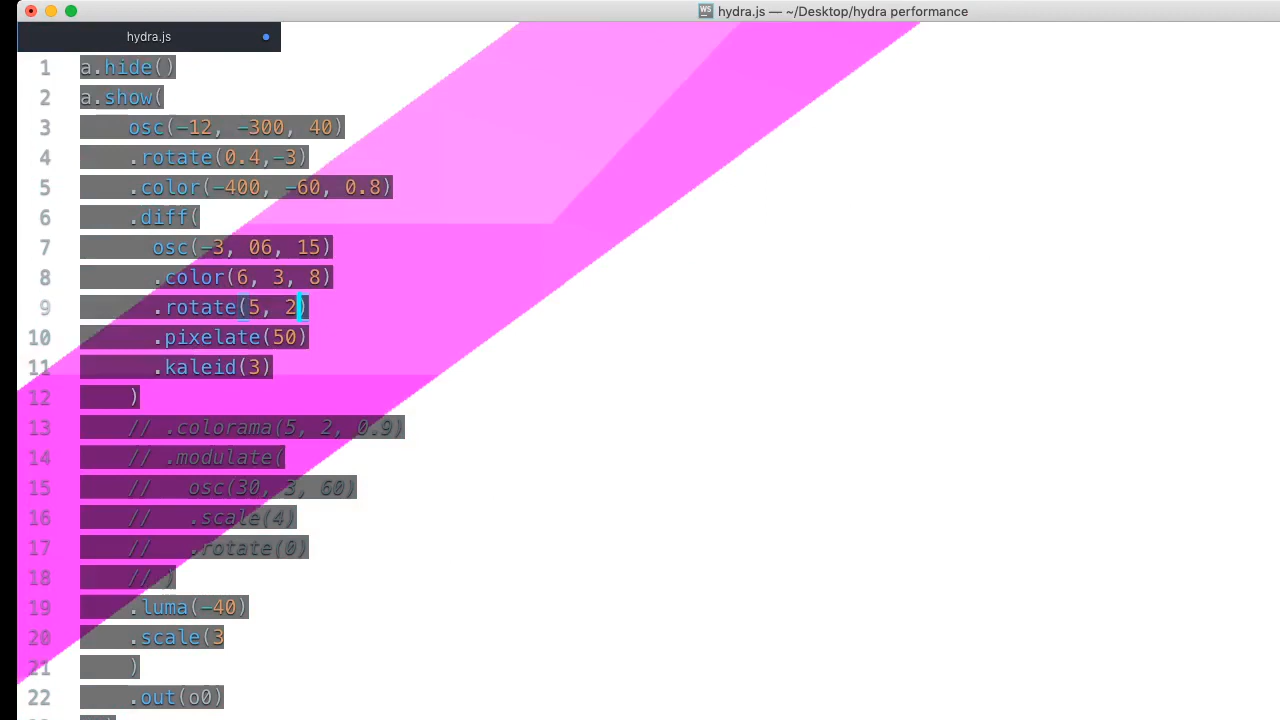 WS hydra.js — ~/Desktop/hydra performance
hydra.js
1 a.hide()
2 a.show(
3 osc(-12, -300, 40)
4 .rotate(0.4,-3)
5 .color(-400, -60, 0.8)
6 .diff(
7 osc(-3, 06, 15)
8 .color(6, 3, 8)
9 .rotate(5, 2)
10 .pixelate(50)
11 .kaleid(3)
12 )
13 // .colorama(5, 2, 0.9)
14 // .modulate(
15 // osc(30, 3, 60)
16 // .scale(4)
17 // .rotate(0)
18 // )
19 .luma(-40)
20 .scale(3
21 )
22 .out(o0)